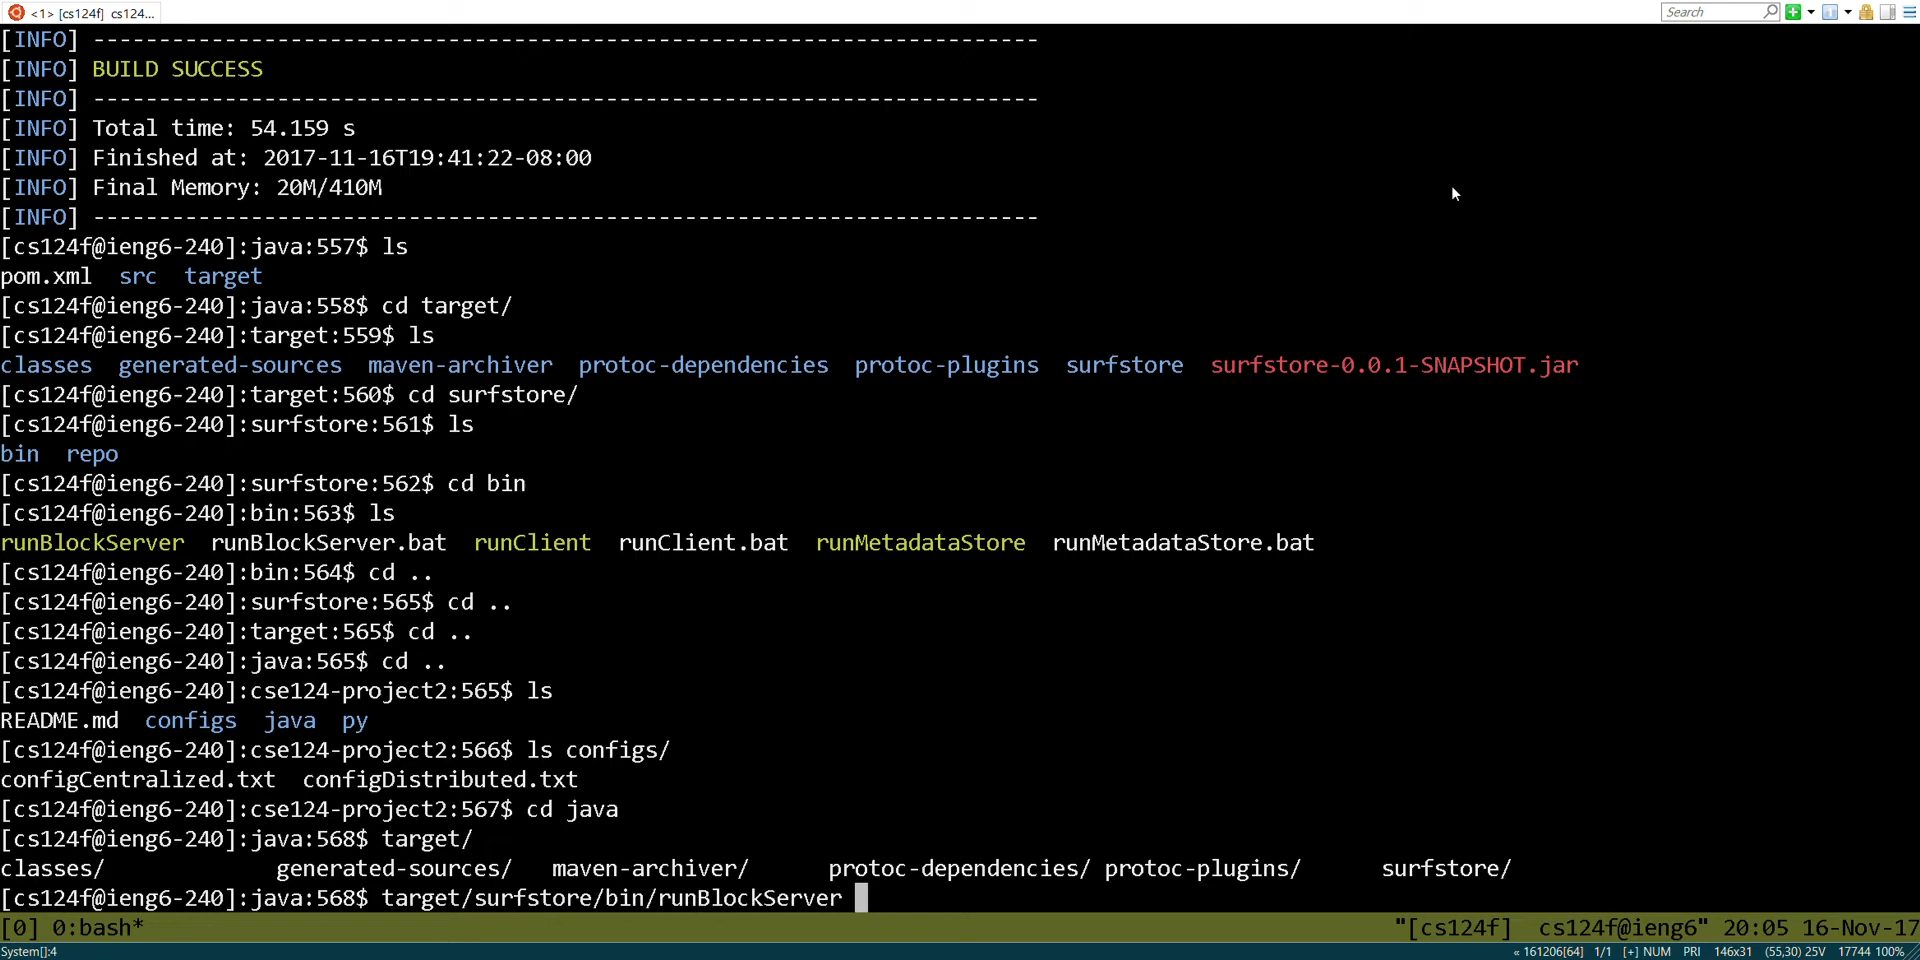 <1> [cs124f] cs124...
Search
[INFO] ------------------------------------------------------------------------
[INFO] BUILD SUCCESS
[INFO] ------------------------------------------------------------------------
[INFO] Total time: 54.159 s
[INFO] Finished at: 2017-11-16T19:41:22-08:00
[INFO] Final Memory: 20M/410M
[INFO] ------------------------------------------------------------------------
[cs124f@ieng6-240]:java:557$ ls
pom.xml  src  target
[cs124f@ieng6-240]:java:558$ cd target/
[cs124f@ieng6-240]:target:559$ ls
classes  generated-sources  maven-archiver  protoc-dependencies  protoc-plugins  surfstore  surfstore-0.0.1-SNAPSHOT.jar
[cs124f@ieng6-240]:target:560$ cd surfstore/
[cs124f@ieng6-240]:surfstore:561$ ls
bin  repo
[cs124f@ieng6-240]:surfstore:562$ cd bin
[cs124f@ieng6-240]:bin:563$ ls
runBlockServer  runBlockServer.bat  runClient  runClient.bat  runMetadataStore  runMetadataStore.bat
[cs124f@ieng6-240]:bin:564$ cd ..
[cs124f@ieng6-240]:surfstore:565$ cd ..
[cs124f@ieng6-240]:target:565$ cd ..
[cs124f@ieng6-240]:java:565$ cd ..
[cs124f@ieng6-240]:cse124-project2:565$ ls
README.md  configs  java  py
[cs124f@ieng6-240]:cse124-project2:566$ ls configs/
configCentralized.txt  configDistributed.txt
[cs124f@ieng6-240]:cse124-project2:567$ cd java
[cs124f@ieng6-240]:java:568$ target/
classes/             generated-sources/   maven-archiver/      protoc-dependencies/ protoc-plugins/      surfstore/
[cs124f@ieng6-240]:java:568$ target/surfstore/bin/runBlockServer
[0] 0:bash*    "[cs124f]  cs124f@ieng6" 20:05 16-Nov-17
System[]:4    « 161206[64]  1/1  [+] NUM  PRI  146x31  (55,30) 25V  17744 100%